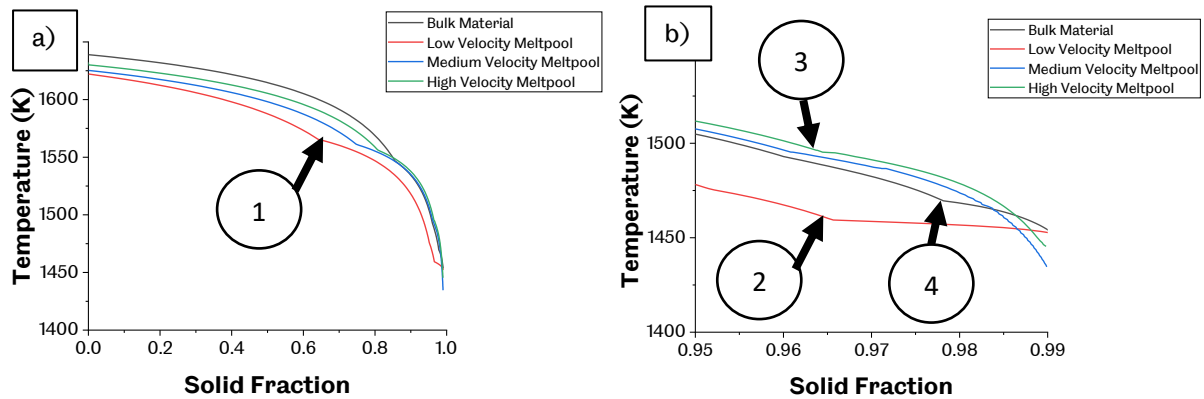 a)
Bulk Material
Low Velocity Meltpool
Medium Velocity Meltpool
High Velocity Meltpool
Temperature (K)
1600
1550
1500
1450
1400
0.0 0.2 0.4 0.6 0.8 1.0
Solid Fraction
1
b)
Bulk Material
Low Velocity Meltpool
Medium Velocity Meltpool
High Velocity Meltpool
Temperature (K)
1500
1450
1400
0.95 0.96 0.97 0.98 0.99
Solid Fraction
3
2
4